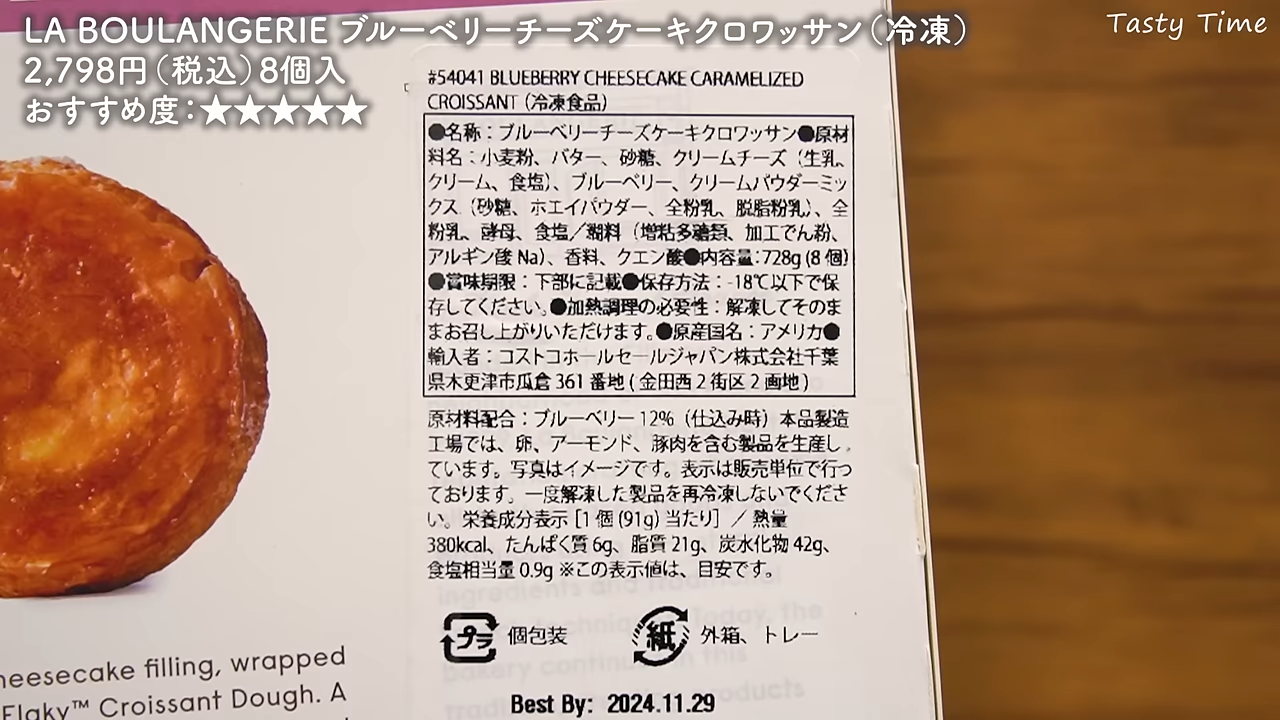 LA BOULANGERIE ブルーベリーチーズケーキクロワッサン（冷凍）
2,798円（税込）8個入
おすすめ度：★★★★★
Tasty Time
#54041 BLUEBERRY CHEESECAKE CARAMELIZED
CROISSANT（冷凍食品）
●名称：ブルーベリーチーズケーキクロワッサン●原材
料名：小麦粉、バター、砂糖、クリームチーズ（生乳、
クリーム、食塩）、ブルーベリー、クリームパウダーミッ
クス（砂糖、ホエイパウダー、全粉乳、脱脂粉乳）、全
粉乳、酵母、食塩／糊料（増粘多糖類、加工でん粉、
アルギン酸 Na）、香料、クエン酸●内容量：728g (8 個)
●賞味期限：下部に記載●保存方法：-18℃以下で保
存してください。●加熱調理の必要性：解凍してそのま
まお召し上がりいただけます。●原産国名：アメリカ●
輸入者：コストコホールセールジャパン株式会社千葉
県木更津市瓜倉 361 番地 ( 金田西 2 街区 2 画地 )
原材料配合：ブルーベリー 12%（仕込み時）本品製造
工場では、卵、アーモンド、豚肉を含む製品を生産し
ています。写真はイメージです。表示は販売単位で行っ
ております。一度解凍した製品を再冷凍しないでくださ
い。栄養成分表示［1 個 (91g) 当たり］／ 熱量
380kcal、たんぱく質 6g、脂質 21g、炭水化物 42g、
食塩相当量 0.9g ※この表示値は、目安です。
プラ 個包装 紙 外箱、トレー
Best By: 2024.11.29
heesecake filling, wrapped
Flaky™ Croissant Dough. A